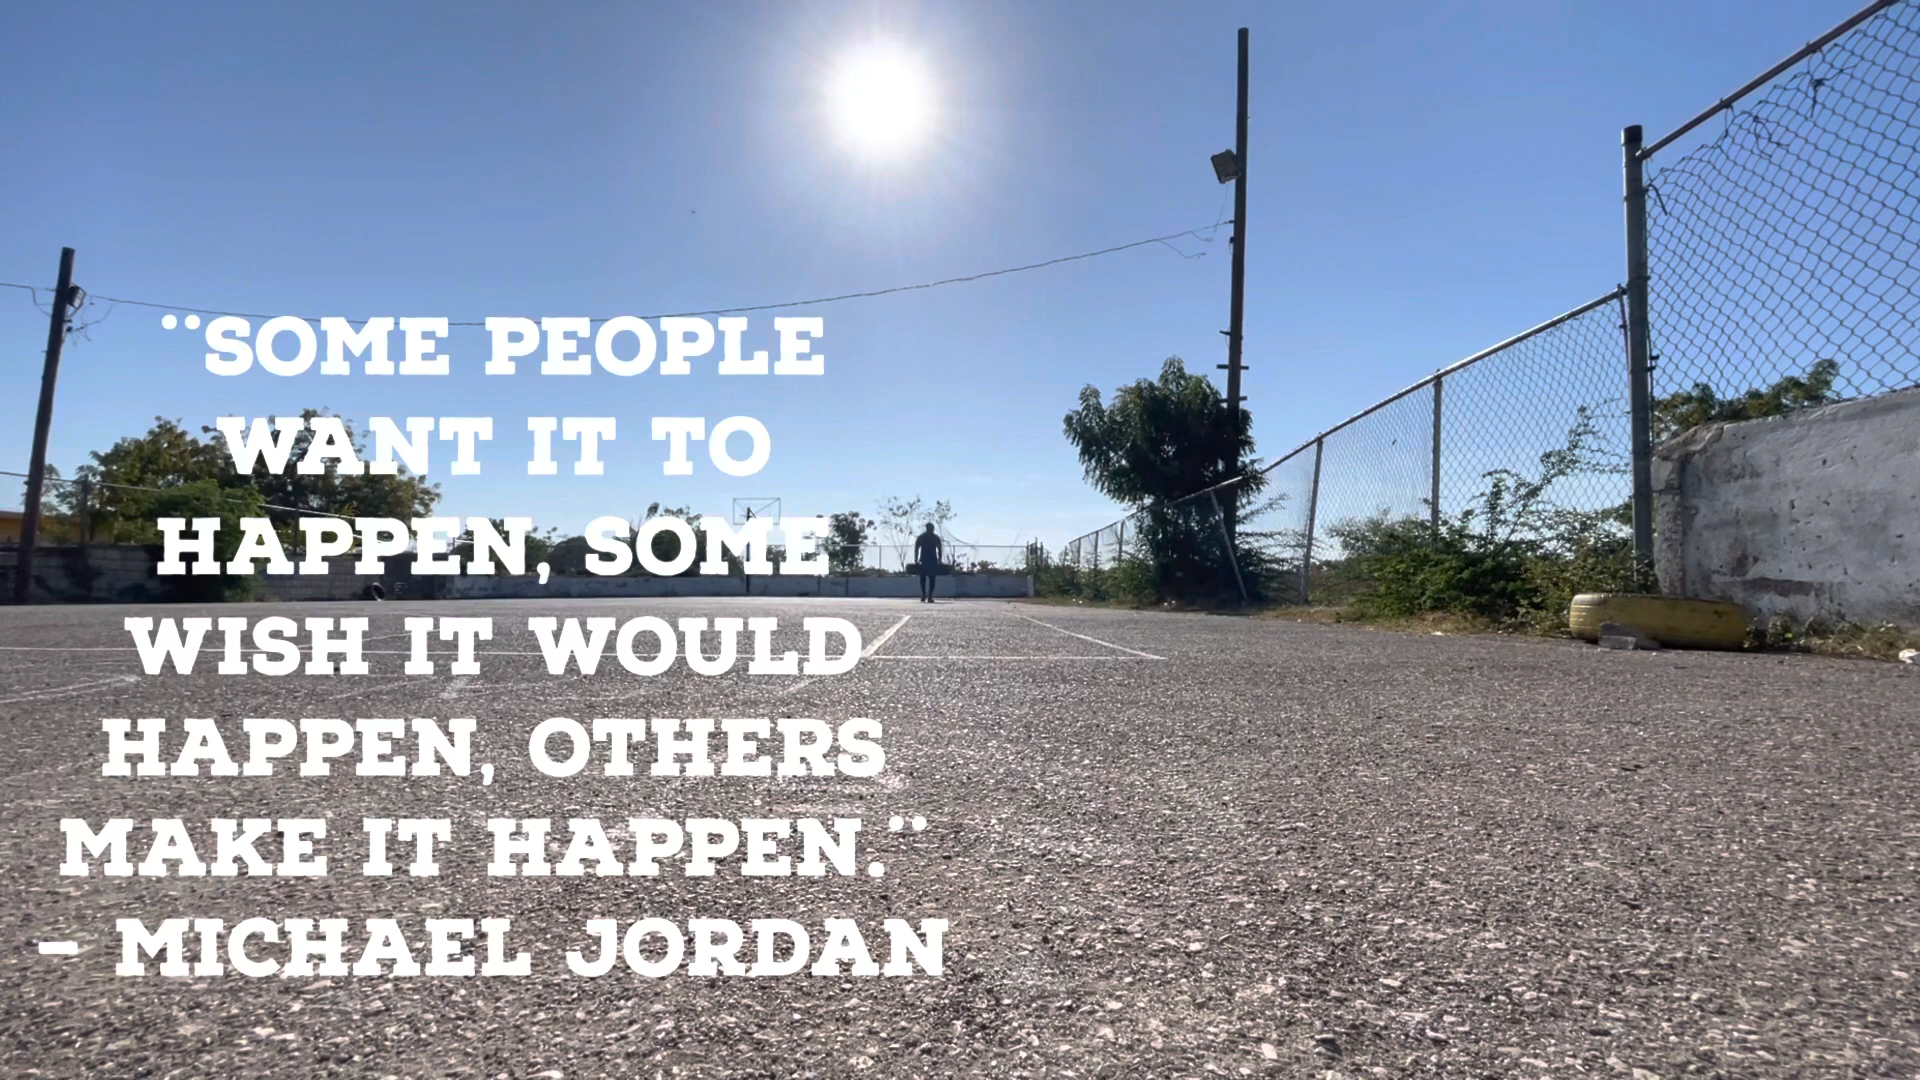 ¨SOME PEOPLE
WANT IT TO
HAPPEN, SOME
WISH IT WOULD
HAPPEN, OTHERS
MAKE IT HAPPEN.¨
- MICHAEL JORDAN